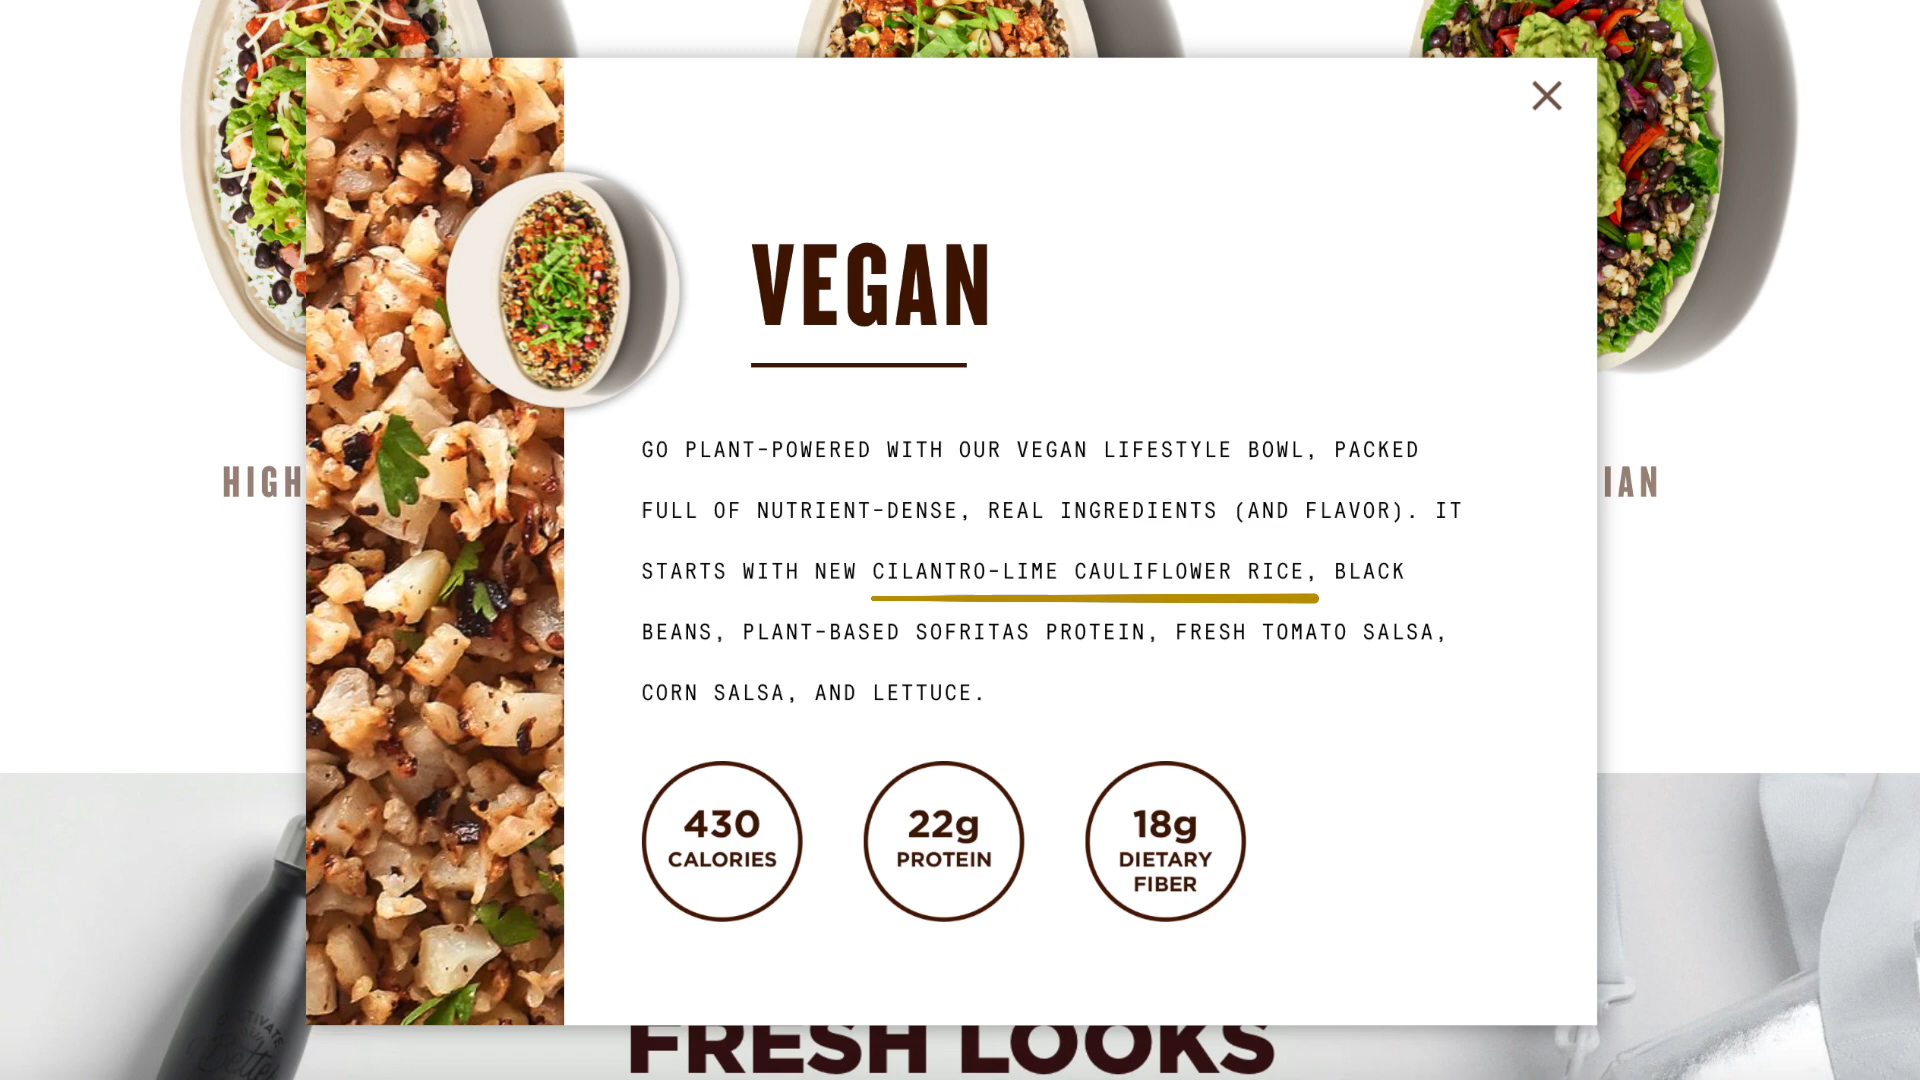 VEGAN
GO PLANT-POWERED WITH OUR VEGAN LIFESTYLE BOWL, PACKED
FULL OF NUTRIENT-DENSE, REAL INGREDIENTS (AND FLAVOR). IT
STARTS WITH NEW CILANTRO-LIME CAULIFLOWER RICE, BLACK
BEANS, PLANT-BASED SOFRITAS PROTEIN, FRESH TOMATO SALSA,
CORN SALSA, AND LETTUCE.
430
CALORIES
22g
PROTEIN
18g
DIETARY
FIBER
HIGH
IAN
FRESH LOOKS